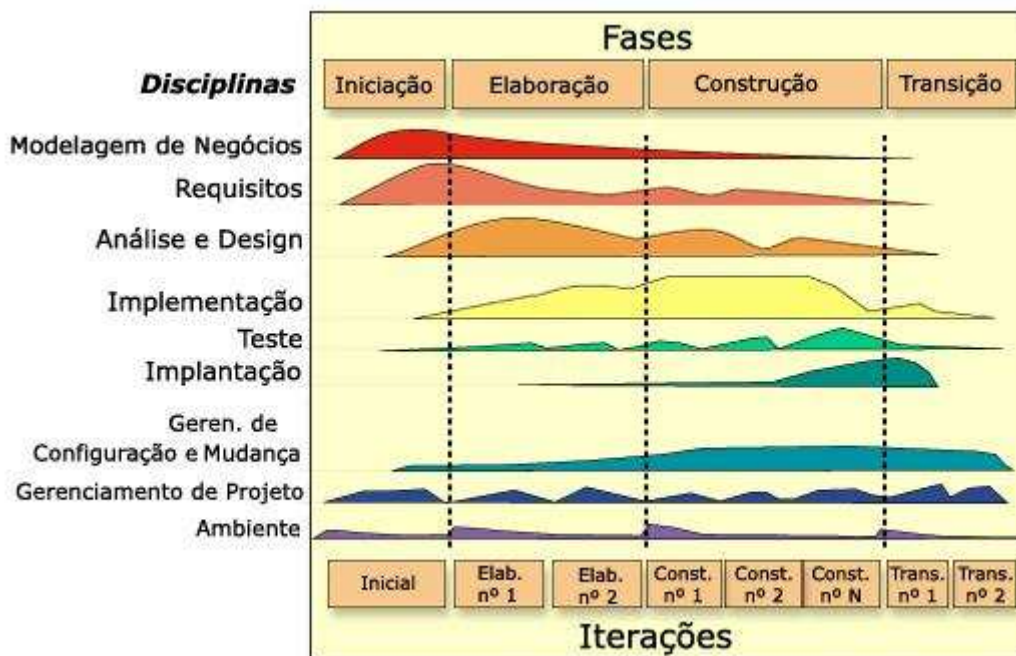 Fases
Disciplinas
Iniciação Elaboração Construção Transição
Modelagem de Negócios
Requisitos
Análise e Design
Implementação
Teste
Implantação
Geren. de
Configuração e Mudança
Gerenciamento de Projeto
Ambiente
Inicial
Elab.
nº 1
Elab.
nº 2
Const.
nº 1
Const.
nº 2
Const.
nº N
Trans.
nº 1
Trans.
nº 2
Iterações